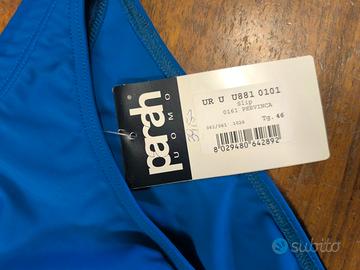 parah
UOMO
UR U U881 0101
Slip
0161 PERVINCA
Tg. 46
8 029480 642892
subito